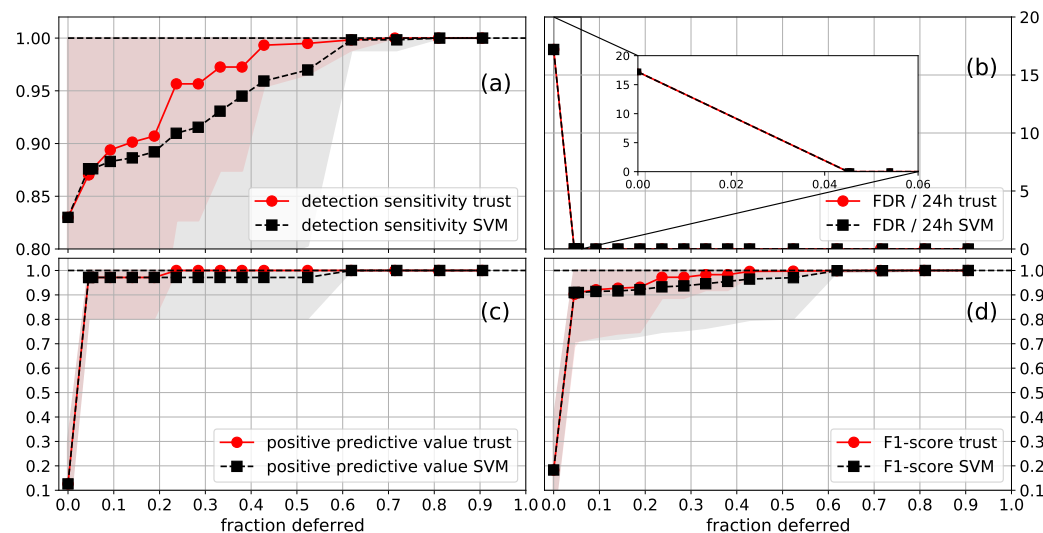 1.00
0.95
0.90
0.85
0.80
(a)
detection sensitivity trust
detection sensitivity SVM
20
15
10
5
0
(b)
20
15
10
5
0
0.00 0.02 0.04 0.06
FDR / 24h trust
FDR / 24h SVM
1.0
0.9
0.8
0.7
0.6
0.5
0.4
0.3
0.2
0.1
(c)
positive predictive value trust
positive predictive value SVM
0.0 0.1 0.2 0.3 0.4 0.5 0.6 0.7 0.8 0.9 1.0
fraction deferred
1.0
0.9
0.8
0.7
0.6
0.5
0.4
0.3
0.2
0.1
(d)
F1-score trust
F1-score SVM
0.0 0.1 0.2 0.3 0.4 0.5 0.6 0.7 0.8 0.9 1.0
fraction deferred